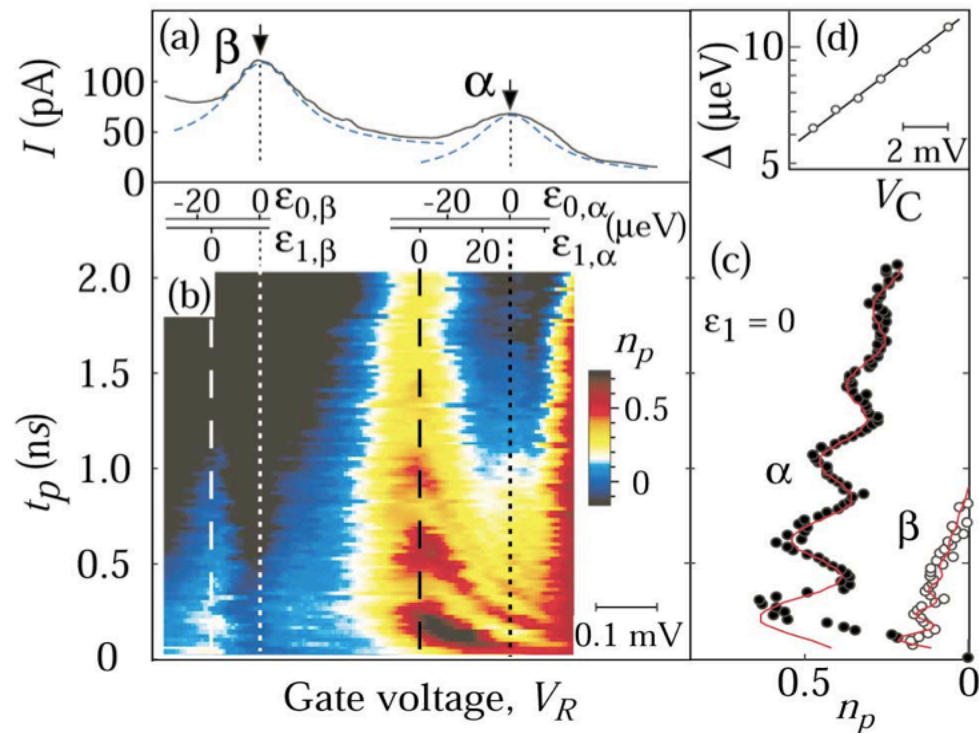 (a)
β
α
I (pA)
100
50
0
-20 0 ε0,β
0 ε1,β
-20 0 ε0,α
(μeV)
0 20 ε1,α
(b)
tp (ns)
2.0
1.5
1.0
0.5
0
np
0.5
0
0.1 mV
Gate voltage, VR
(d)
Δ (μeV)
10
5
2 mV
VC
(c)
ε1 = 0
α
β
0.5 0
np